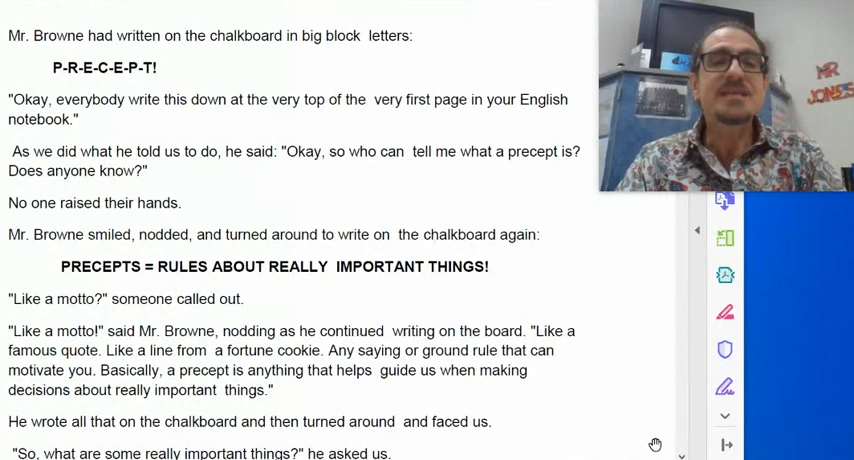 Mr. Browne had written on the chalkboard in big block letters:
P-R-E-C-E-P-T!
"Okay, everybody write this down at the very top of the very first page in your English
notebook."
As we did what he told us to do, he said: "Okay, so who can tell me what a precept is?
Does anyone know?"
No one raised their hands.
Mr. Browne smiled, nodded, and turned around to write on the chalkboard again:
PRECEPTS = RULES ABOUT REALLY IMPORTANT THINGS!
"Like a motto?" someone called out.
"Like a motto!" said Mr. Browne, nodding as he continued writing on the board. "Like a
famous quote. Like a line from a fortune cookie. Any saying or ground rule that can
motivate you. Basically, a precept is anything that helps guide us when making
decisions about really important things."
He wrote all that on the chalkboard and then turned around and faced us.
"So, what are some really important things?" he asked us.
MR
JONES